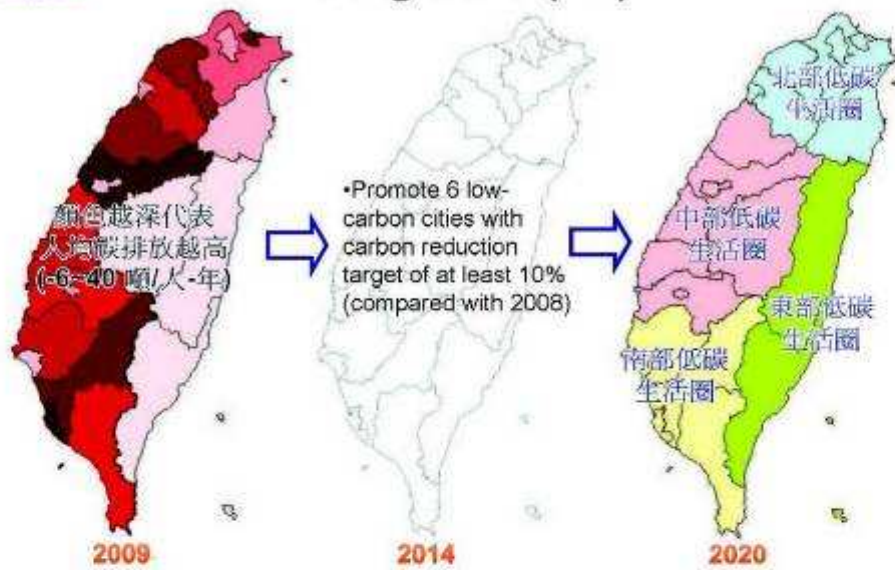 顏色越深代表
人均碳排放越高
(-6~40 噸/人-年)
•Promote 6 low-
carbon cities with
carbon reduction
target of at least 10%
(compared with 2008)
北部低碳
生活圈
中部低碳
生活圈
東部低碳
生活圈
南部低碳
生活圈
2009
2014
2020